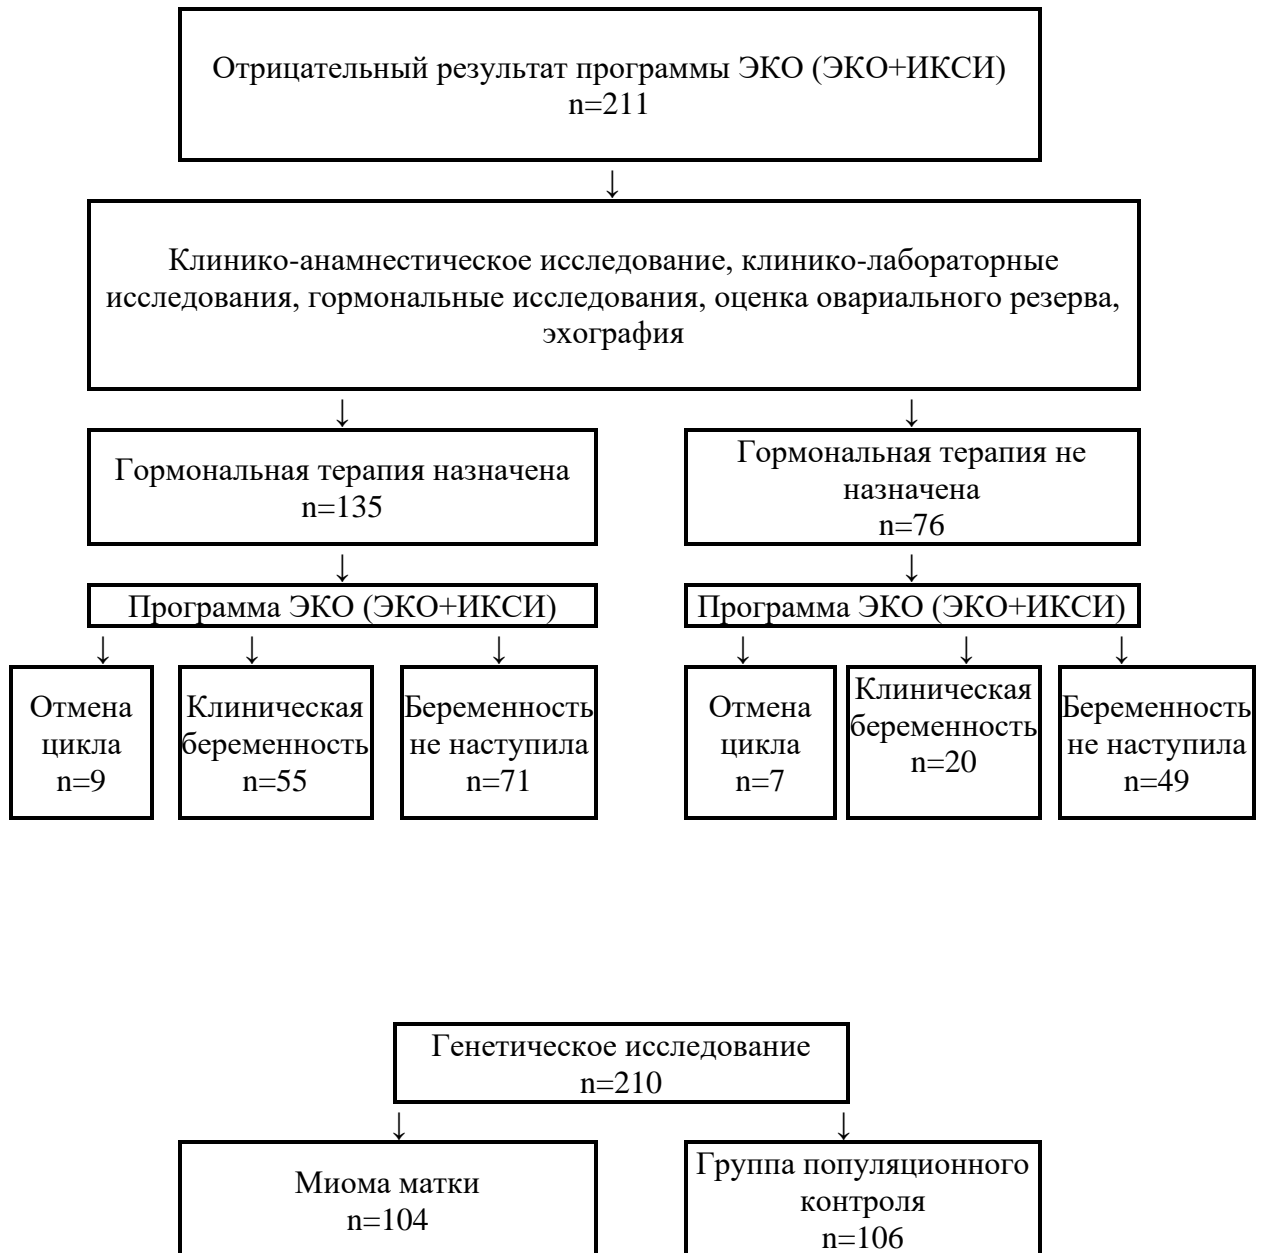 Отрицательный результат программы ЭКО (ЭКО+ИКСИ)
n=211
↓
Клинико-анамнестическое исследование, клинико-лабораторные
исследования, гормональные исследования, оценка овариального резерва,
эхография
↓ ↓
Гормональная терапия назначена
n=135
Гормональная терапия не
назначена
n=76
↓ ↓
Программа ЭКО (ЭКО+ИКСИ)
Программа ЭКО (ЭКО+ИКСИ)
↓ ↓ ↓ ↓ ↓ ↓
Отмена
цикла
n=9
Клиническая
беременность
n=55
Беременность
не наступила
n=71
Отмена
цикла
n=7
Клиническая
беременность
n=20
Беременность
не наступила
n=49
Генетическое исследование
n=210
↓ ↓
Миома матки
n=104
Группа популяционного
контроля
n=106